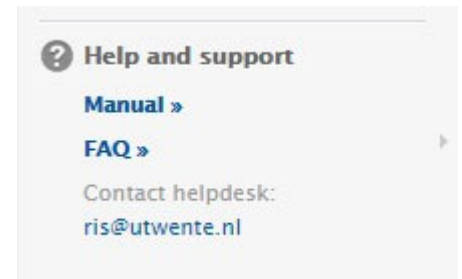 Help and support
Manual »
FAQ »
Contact helpdesk:
ris@utwente.nl